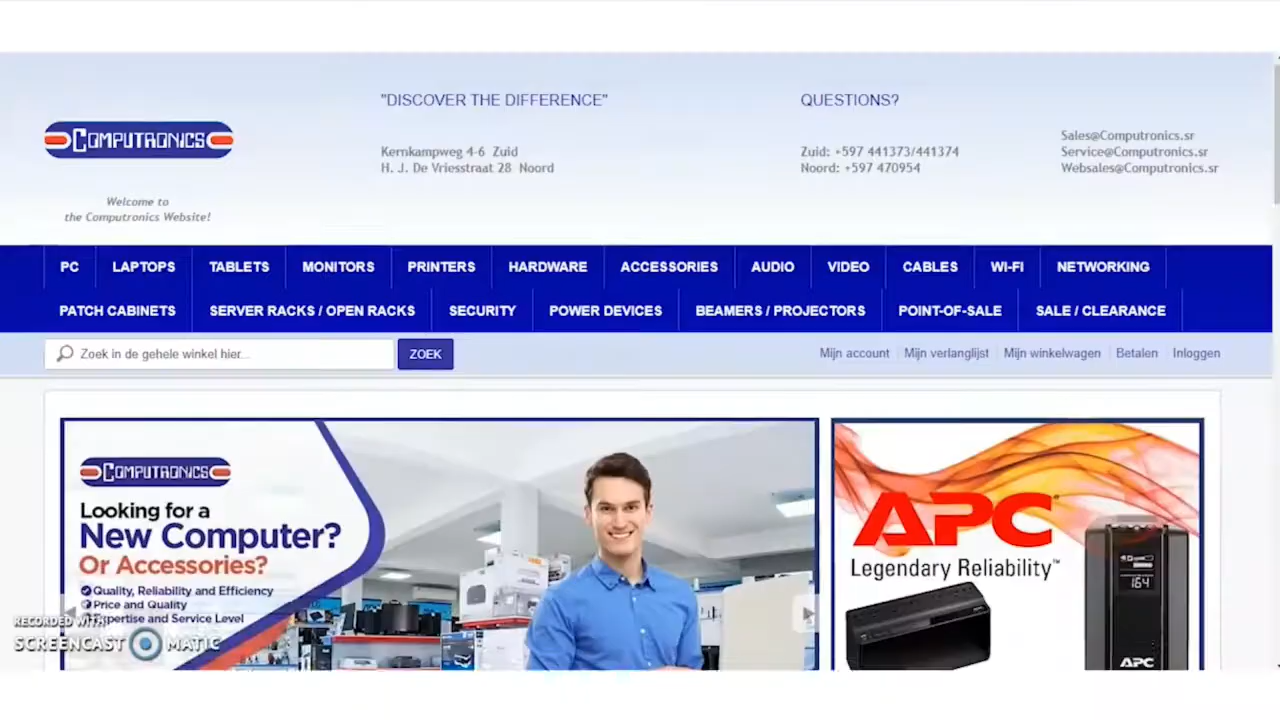 COMPUTRONICS
Welcome to
the Computronics Website!
"DISCOVER THE DIFFERENCE"
Kernkampweg 4-6 Zuid
H. J. De Vriesstraat 28 Noord
QUESTIONS?
Zuid: +597 441373/441374
Noord: +597 470954
Sales@Computronics.sr
Service@Computronics.sr
Websales@Computronics.sr
PC LAPTOPS TABLETS MONITORS PRINTERS HARDWARE ACCESSORIES AUDIO VIDEO CABLES WI-FI NETWORKING
PATCH CABINETS SERVER RACKS / OPEN RACKS SECURITY POWER DEVICES BEAMERS / PROJECTORS POINT-OF-SALE SALE / CLEARANCE
Zoek in de gehele winkel hier... ZOEK Mijn account Mijn verlanglijst Mijn winkelwagen Betalen Inloggen
COMPUTRONICS
Looking for a
New Computer?
Or Accessories?
Quality, Reliability and Efficiency
Price and Quality
Expertise and Service Level
APC
Legendary Reliability™
164
APC
RECORDED WITH
SCREENCAST MATIC